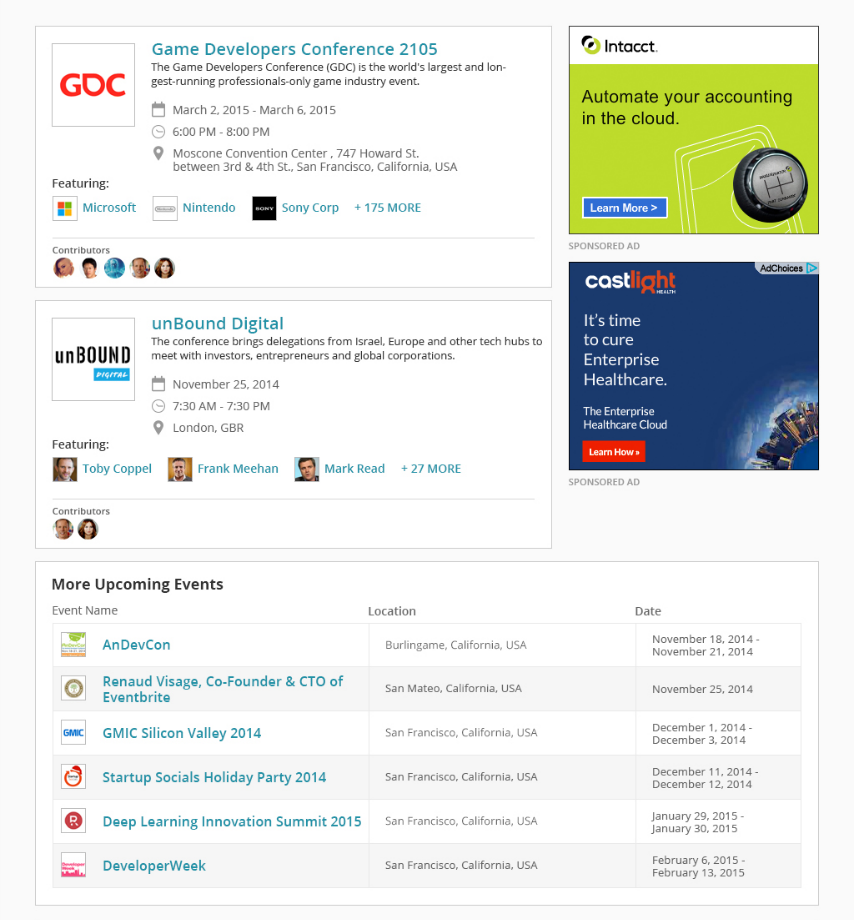 GDC
Game Developers Conference 2105
The Game Developers Conference (GDC) is the world's largest and lon-
gest-running professionals-only game industry event.
March 2, 2015 - March 6, 2015
6:00 PM - 8:00 PM
Moscone Convention Center , 747 Howard St.
between 3rd & 4th St., San Francisco, California, USA
Featuring:
Microsoft
Nintendo
SONY
Sony Corp
+ 175 MORE
Contributors
Intacct.
Automate your accounting
in the cloud.
Learn More >
SPONSORED AD
AdChoices
castlight
HEALTH
It's time
to cure
Enterprise
Healthcare.
The Enterprise
Healthcare Cloud
Learn How »
SPONSORED AD
unBOUND
DIGITAL
unBound Digital
The conference brings delegations from Israel, Europe and other tech hubs to
meet with investors, entrepreneurs and global corporations.
November 25, 2014
7:30 AM - 7:30 PM
London, GBR
Featuring:
Toby Coppel
Frank Meehan
Mark Read
+ 27 MORE
Contributors
More Upcoming Events
Event Name
Location
Date
AnDevCon
Burlingame, California, USA
November 18, 2014 -
November 21, 2014
Renaud Visage, Co-Founder & CTO of
Eventbrite
San Mateo, California, USA
November 25, 2014
GMIC
GMIC Silicon Valley 2014
San Francisco, California, USA
December 1, 2014 -
December 3, 2014
Startup Socials Holiday Party 2014
San Francisco, California, USA
December 11, 2014 -
December 12, 2014
R
Deep Learning Innovation Summit 2015
San Francisco, California, USA
January 29, 2015 -
January 30, 2015
DeveloperWeek
San Francisco, California, USA
February 6, 2015 -
February 13, 2015